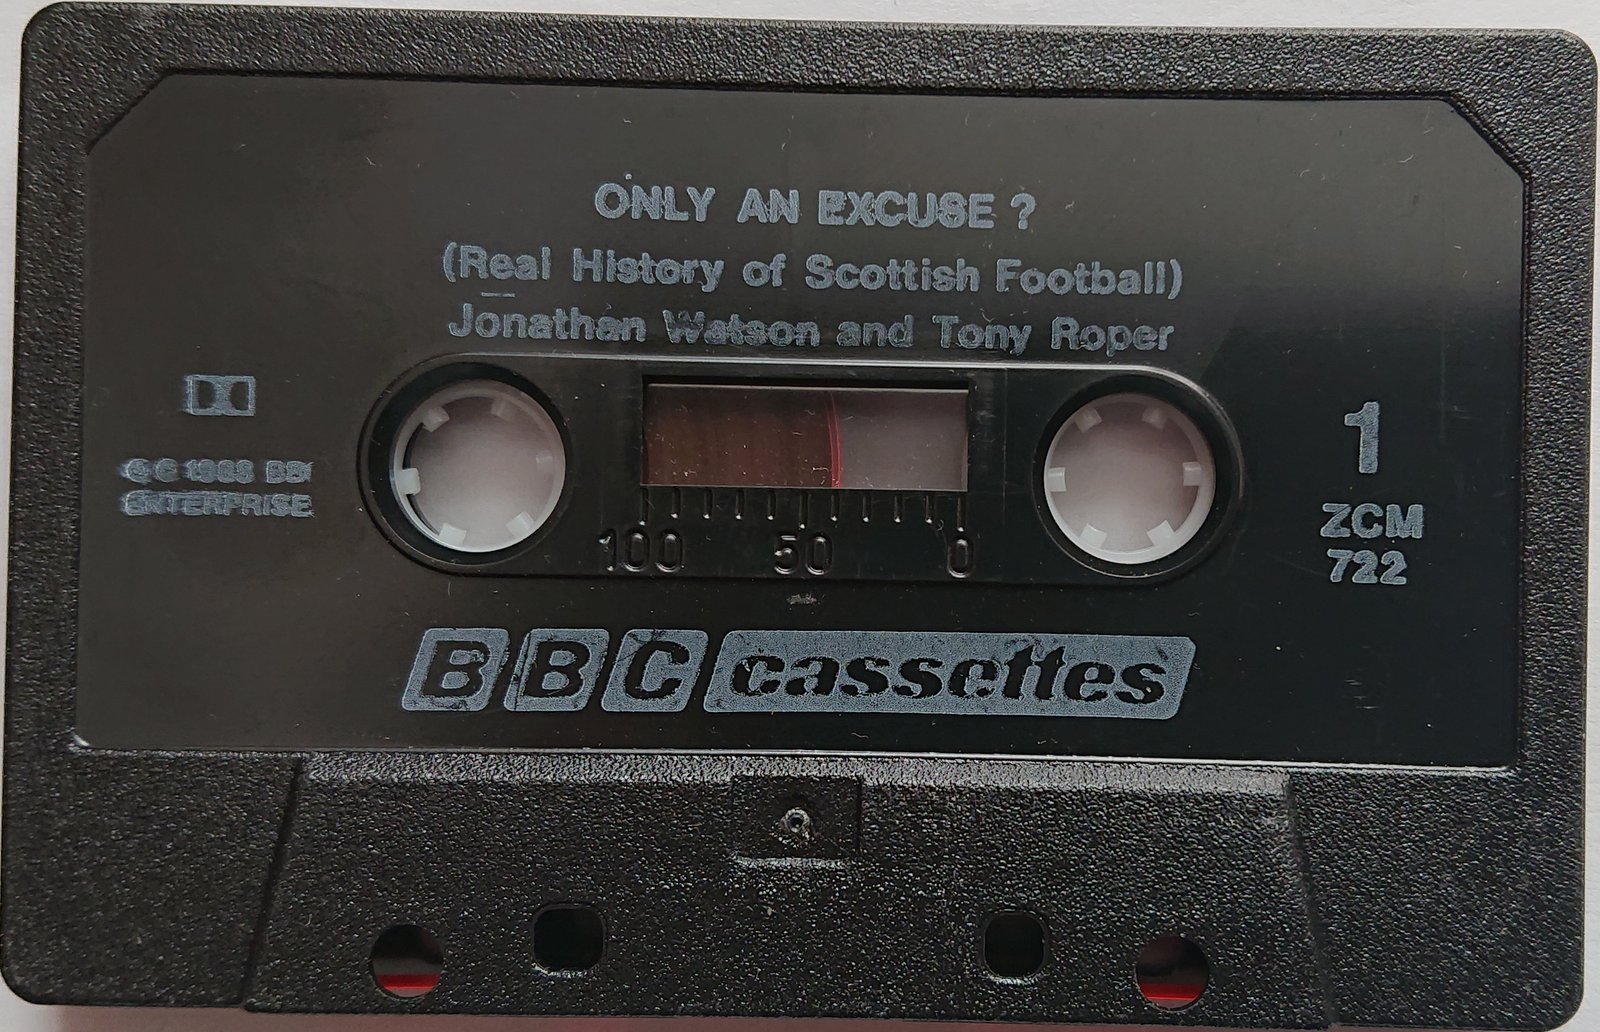 ONLY AN EXCUSE ?
(Real History of Scottish Football)
Jonathan Watson and Tony Roper
1
ZCM
722
ENTERPRISE
100 50 0
BBC cassettes